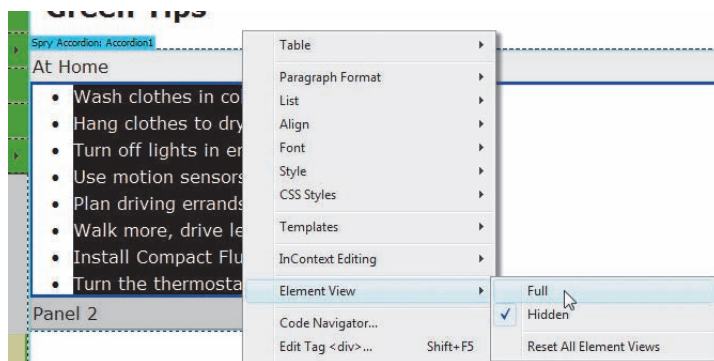 Green Tips
Spry Accordion: Accordion1
At Home
• Wash clothes in co
• Hang clothes to dry
• Turn off lights in er
• Use motion sensors
• Plan driving errands
• Walk more, drive le
• Install Compact Flu
• Turn the thermosta
Panel 2
Table
Paragraph Format
List
Align
Font
Style
CSS Styles
Templates
InContext Editing
Element View
Code Navigator...
Edit Tag <div>... Shift+F5
Full
Hidden
Reset All Element Views